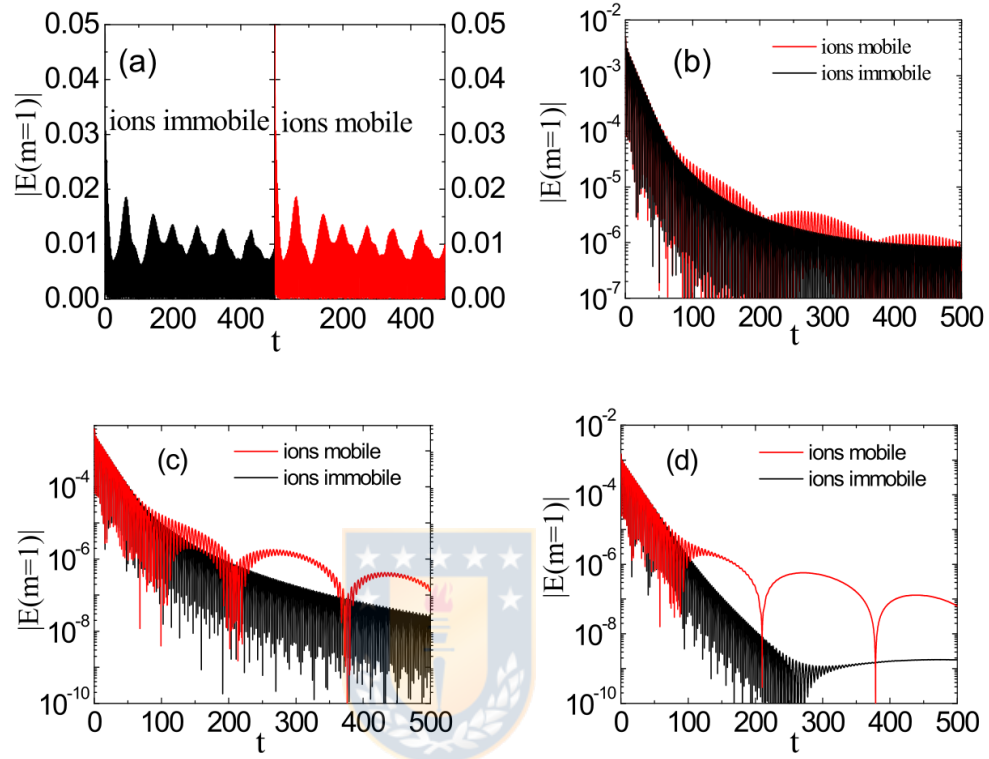 (a)
|E(m=1)|
0.05
0.04
0.03
0.02
0.01
0.00
ions immobile
ions mobile
0.05
0.04
0.03
0.02
0.01
0.00
0 200 400 200 400
t
(b)
|E(m=1)|
10-2
10-3
10-4
10-5
10-6
10-7
ions mobile
ions immobile
0 100 200 300 400 500
t
(c)
|E(m=1)|
10-4
10-6
10-8
10-10
ions mobile
ions immobile
0 100 200 300 400 500
t
(d)
|E(m=1)|
10-2
10-4
10-6
10-8
10-10
ions mobile
ions immobile
0 100 200 300 400 500
t